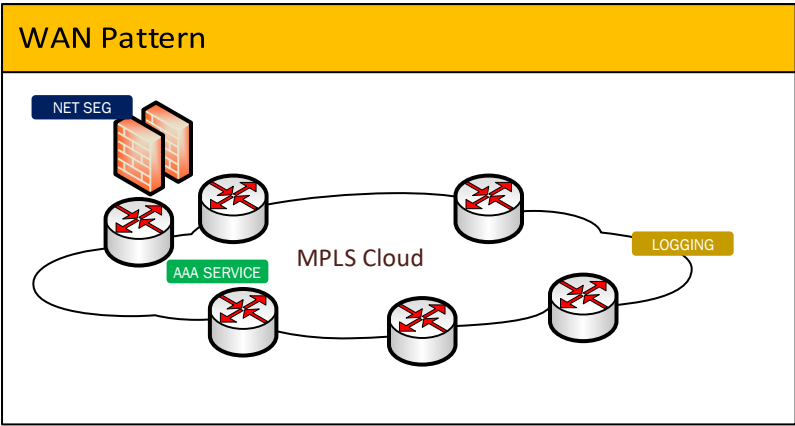 WAN Pattern
NET SEG
LOGGING
MPLS Cloud
AAA SERVICE